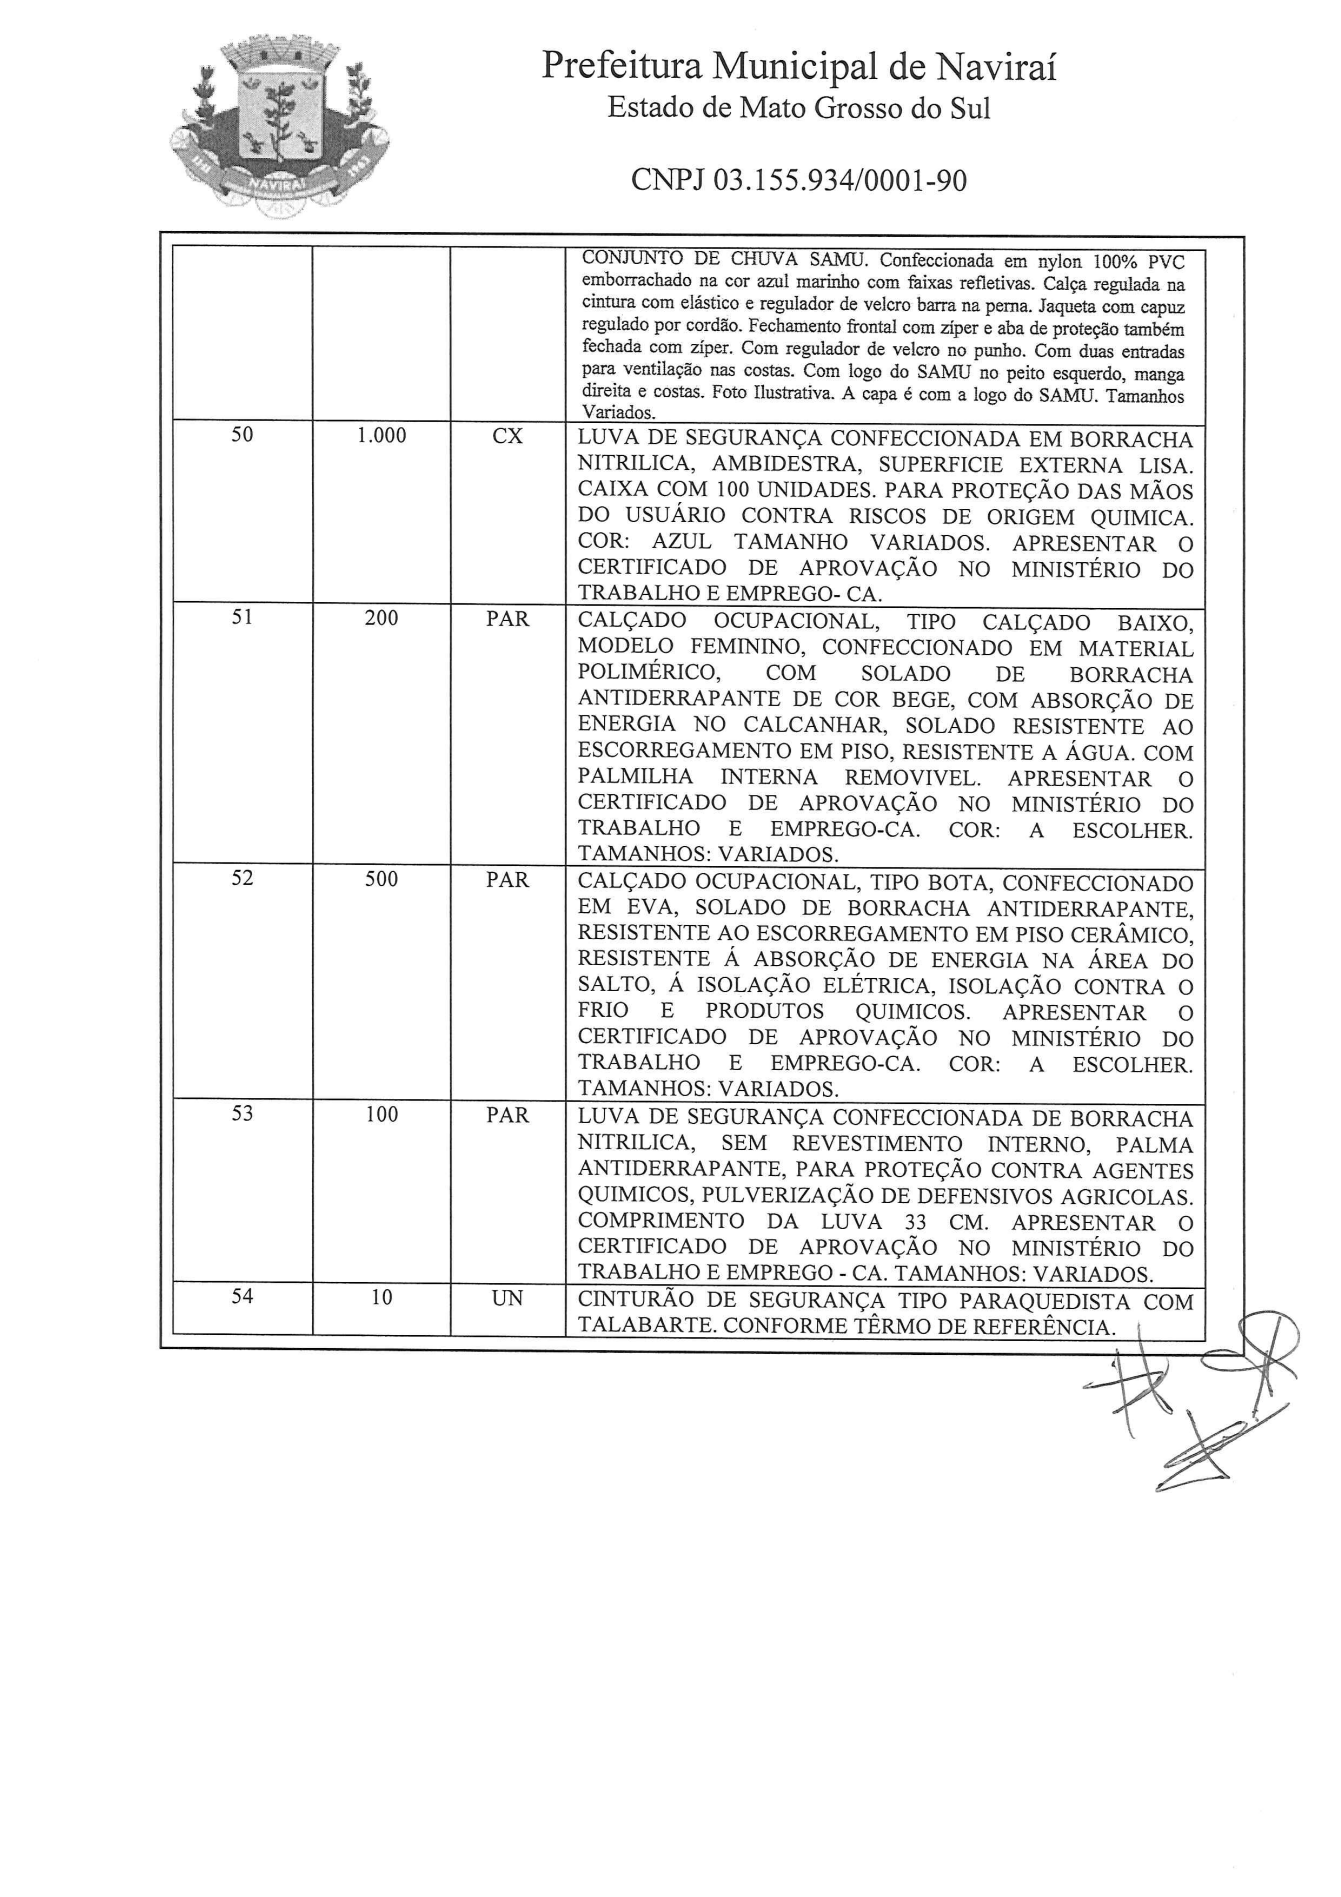 Prefeitura Municipal de Naviraí
Estado de Mato Grosso do Sul
CNPJ 03.155.934/0001-90
NAVIRAÍ
1963
CONJUNTO DE CHUVA SAMU. Confeccionada em nylon 100% PVC
emborrachado na cor azul marinho com faixas refletivas. Calça regulada na
cintura com elástico e regulador de velcro barra na perna. Jaqueta com capuz
regulado por cordão. Fechamento frontal com zíper e aba de proteção também
fechada com zíper. Com regulador de velcro no punho. Com duas entradas
para ventilação nas costas. Com logo do SAMU no peito esquerdo, manga
direita e costas. Foto Ilustrativa. A capa é com a logo do SAMU. Tamanhos
Variados.
50 1.000 CX LUVA DE SEGURANÇA CONFECCIONADA EM BORRACHA
NITRILICA, AMBIDESTRA, SUPERFICIE EXTERNA LISA.
CAIXA COM 100 UNIDADES. PARA PROTEÇÃO DAS MÃOS
DO USUÁRIO CONTRA RISCOS DE ORIGEM QUIMICA.
COR: AZUL TAMANHO VARIADOS. APRESENTAR O
CERTIFICADO DE APROVAÇÃO NO MINISTÉRIO DO
TRABALHO E EMPREGO- CA.
51 200 PAR CALÇADO OCUPACIONAL, TIPO CALÇADO BAIXO,
MODELO FEMININO, CONFECCIONADO EM MATERIAL
POLIMÉRICO, COM SOLADO DE BORRACHA
ANTIDERRAPANTE DE COR BEGE, COM ABSORÇÃO DE
ENERGIA NO CALCANHAR, SOLADO RESISTENTE AO
ESCORREGAMENTO EM PISO, RESISTENTE A ÁGUA. COM
PALMILHA INTERNA REMOVIVEL. APRESENTAR O
CERTIFICADO DE APROVAÇÃO NO MINISTÉRIO DO
TRABALHO E EMPREGO-CA. COR: A ESCOLHER.
TAMANHOS: VARIADOS.
52 500 PAR CALÇADO OCUPACIONAL, TIPO BOTA, CONFECCIONADO
EM EVA, SOLADO DE BORRACHA ANTIDERRAPANTE,
RESISTENTE AO ESCORREGAMENTO EM PISO CERÂMICO,
RESISTENTE Á ABSORÇÃO DE ENERGIA NA ÁREA DO
SALTO, Á ISOLAÇÃO ELÉTRICA, ISOLAÇÃO CONTRA O
FRIO E PRODUTOS QUIMICOS. APRESENTAR O
CERTIFICADO DE APROVAÇÃO NO MINISTÉRIO DO
TRABALHO E EMPREGO-CA. COR: A ESCOLHER.
TAMANHOS: VARIADOS.
53 100 PAR LUVA DE SEGURANÇA CONFECCIONADA DE BORRACHA
NITRILICA, SEM REVESTIMENTO INTERNO, PALMA
ANTIDERRAPANTE, PARA PROTEÇÃO CONTRA AGENTES
QUIMICOS, PULVERIZAÇÃO DE DEFENSIVOS AGRICOLAS.
COMPRIMENTO DA LUVA 33 CM. APRESENTAR O
CERTIFICADO DE APROVAÇÃO NO MINISTÉRIO DO
TRABALHO E EMPREGO - CA. TAMANHOS: VARIADOS.
54 10 UN CINTURÃO DE SEGURANÇA TIPO PARAQUEDISTA COM
TALABARTE. CONFORME TÊRMO DE REFERÊNCIA.